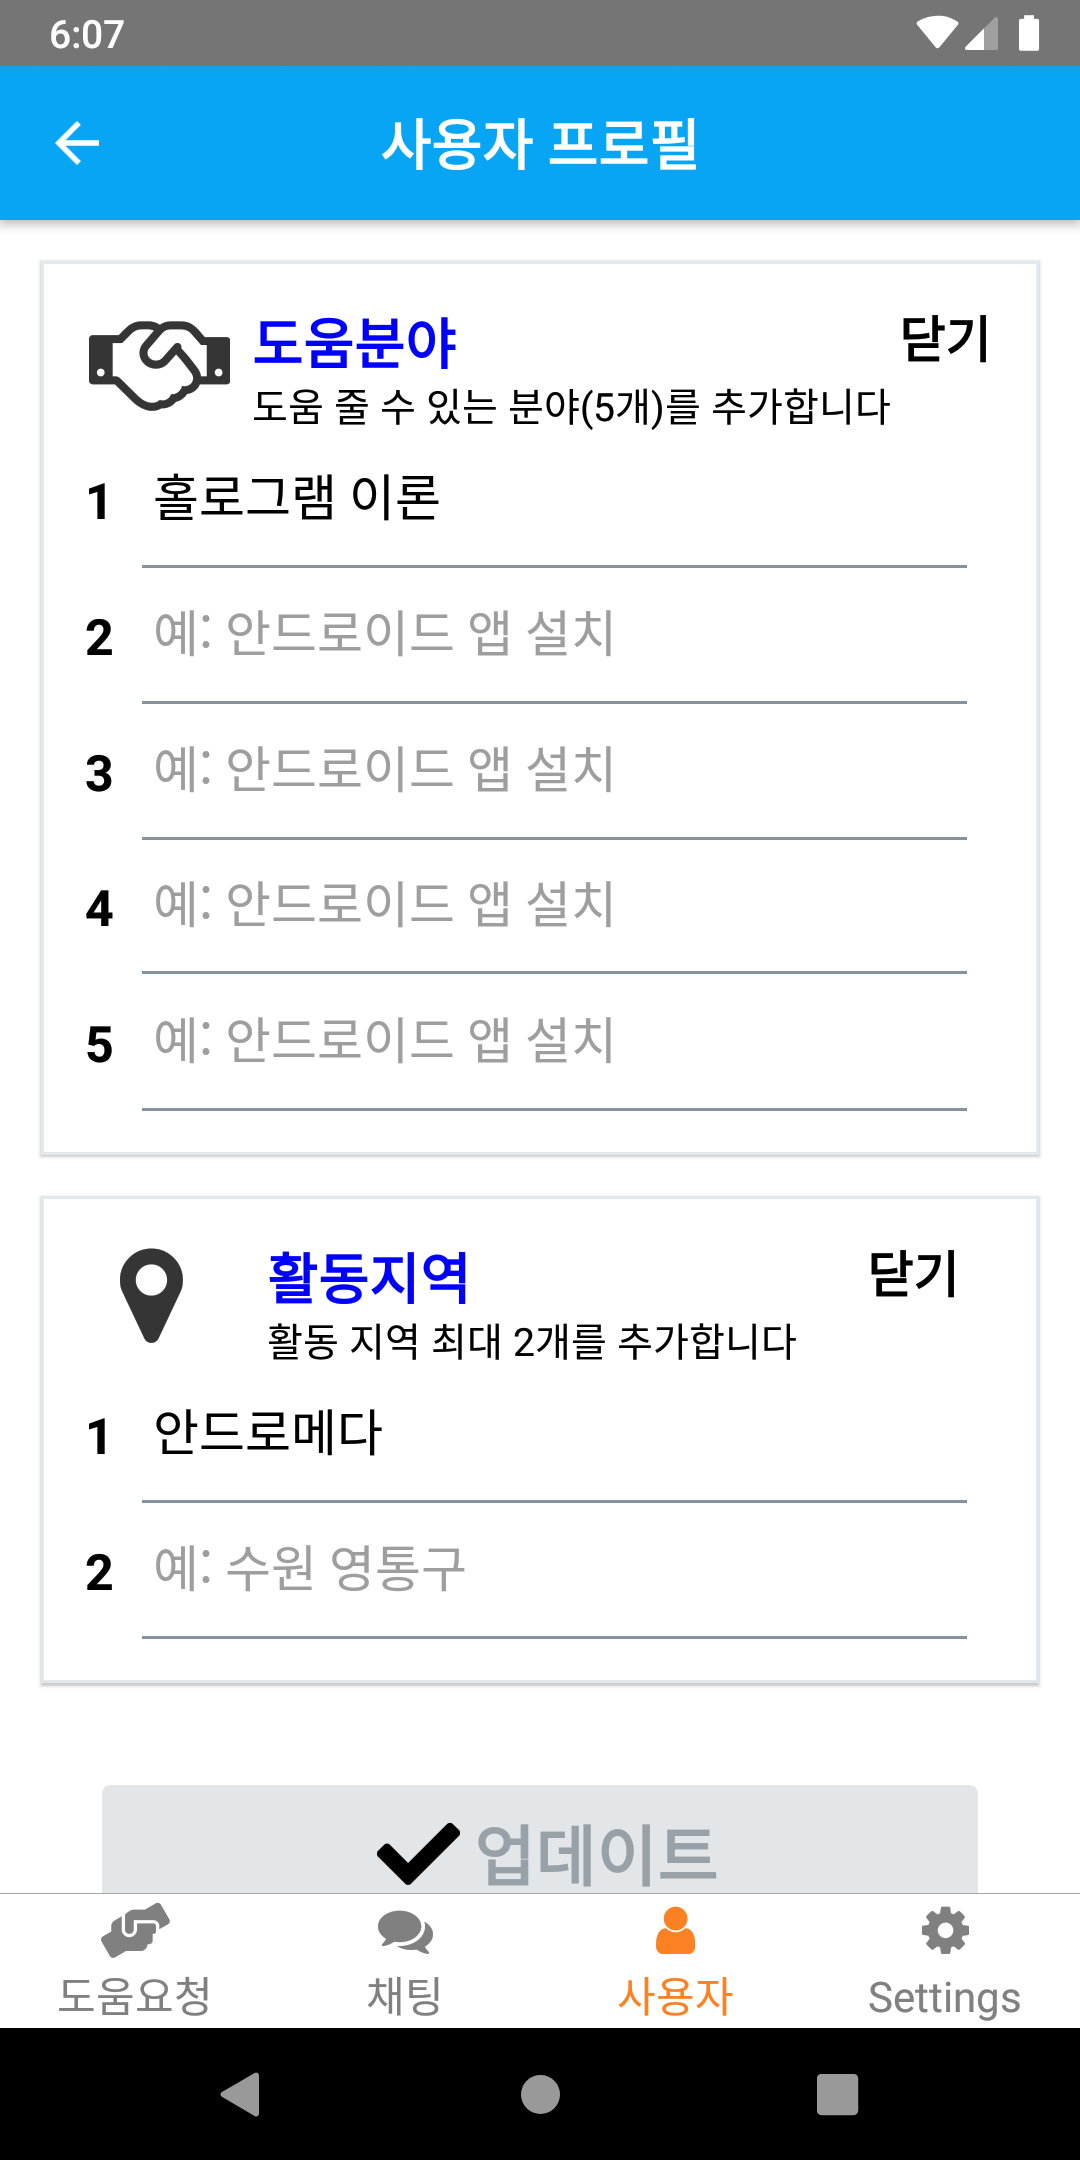 6:07
사용자 프로필
도움분야 닫기
도움 줄 수 있는 분야(5개)를 추가합니다
1 홀로그램 이론
2 예: 안드로이드 앱 설치
3 예: 안드로이드 앱 설치
4 예: 안드로이드 앱 설치
5 예: 안드로이드 앱 설치
활동지역 닫기
활동 지역 최대 2개를 추가합니다
1 안드로메다
2 예: 수원 영통구
업데이트
도움요청 채팅 사용자 Settings